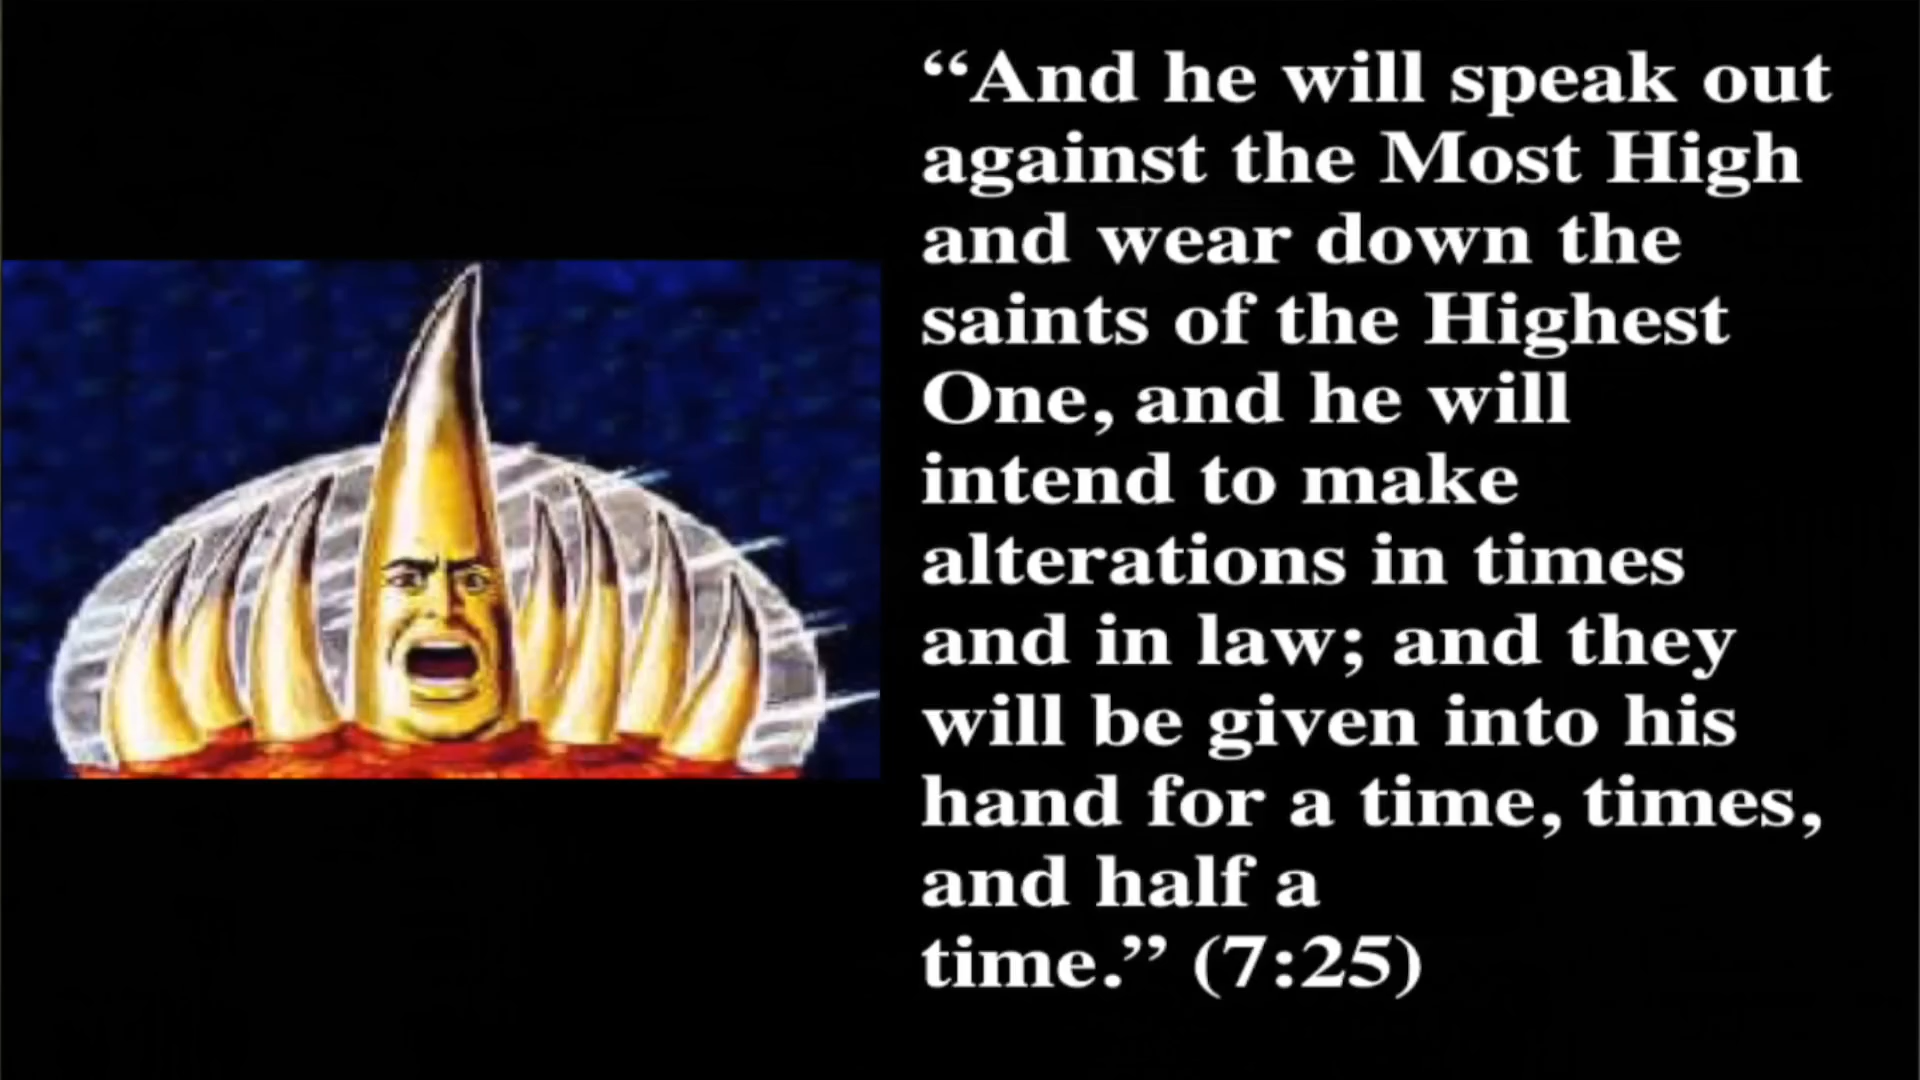 “And he will speak out
against the Most High
and wear down the
saints of the Highest
One, and he will
intend to make
alterations in times
and in law; and they
will be given into his
hand for a time, times,
and half a
time.” (7:25)